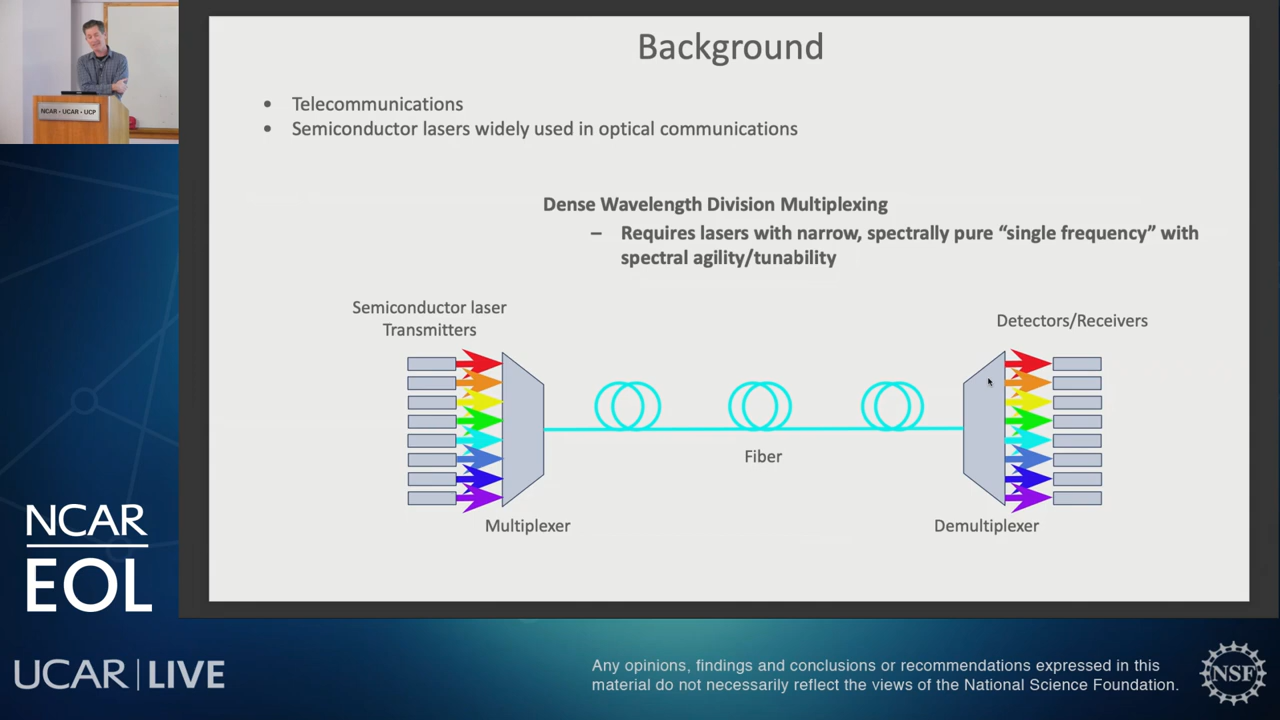 NCAR • UCAR • UCP
Background
• Telecommunications
• Semiconductor lasers widely used in optical communications
Dense Wavelength Division Multiplexing
– Requires lasers with narrow, spectrally pure “single frequency” with
spectral agility/tunability
Semiconductor laser
Transmitters
Detectors/Receivers
Fiber
Multiplexer
Demultiplexer
NCAR
EOL
UCAR | LIVE
Any opinions, findings and conclusions or recommendations expressed in this
material do not necessarily reflect the views of the National Science Foundation.
NSF